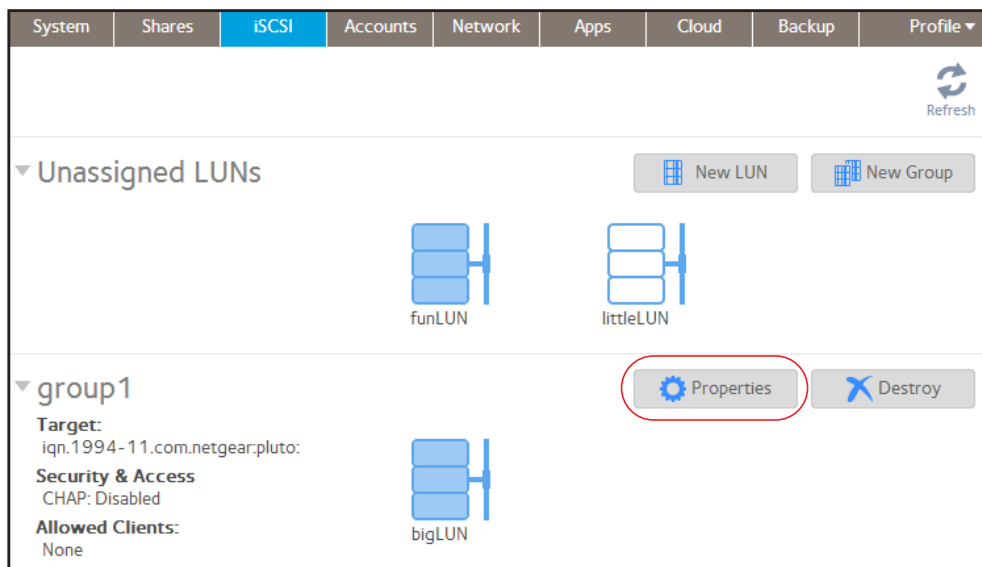 System Shares iSCSI Accounts Network Apps Cloud Backup Profile
Refresh
Unassigned LUNs New LUN New Group
funLUN littleLUN
group1 Properties Destroy
Target:
iqn.1994-11.com.netgear:pluto:
Security & Access
CHAP: Disabled
Allowed Clients:
None
bigLUN